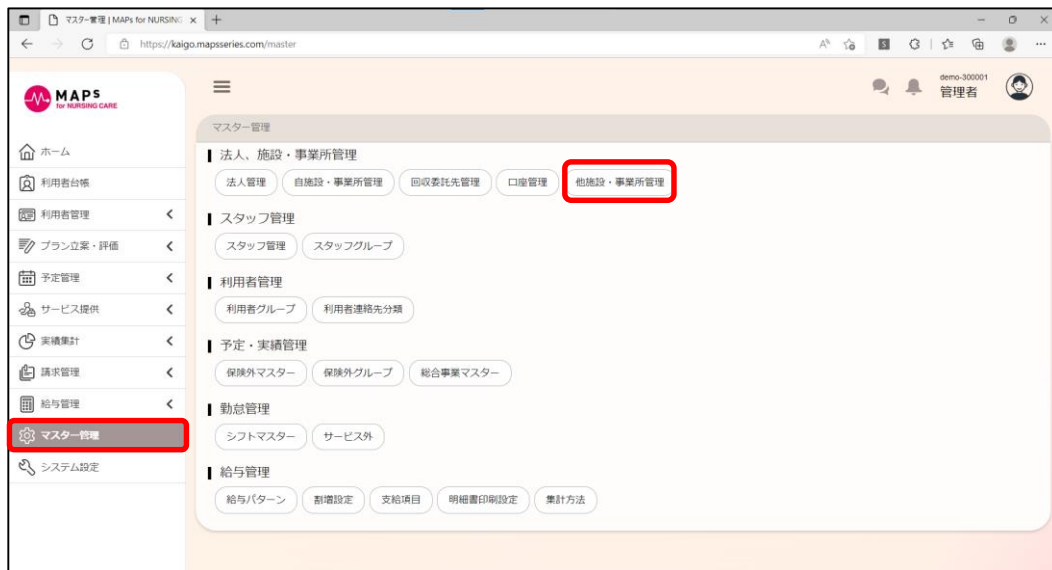 マスター管理 | MAPs for NURSING
https://kaigo.mapsseries.com/master
MAPS
for NURSING CARE
demo-300001
管理者
ホーム
利用者台帳
利用者管理
プラン立案・評価
予定管理
サービス提供
実績集計
請求管理
給与管理
マスター管理
システム設定
マスター管理
法人、施設・事業所管理
法人管理 自施設・事業所管理 回収委託先管理 口座管理 他施設・事業所管理
スタッフ管理
スタッフ管理 スタッフグループ
利用者管理
利用者グループ 利用者連絡先分類
予定・実績管理
保険外マスター 保険外グループ 総合事業マスター
勤怠管理
シフトマスター サービス外
給与管理
給与パターン 割増設定 支給項目 明細書印刷設定 集計方法